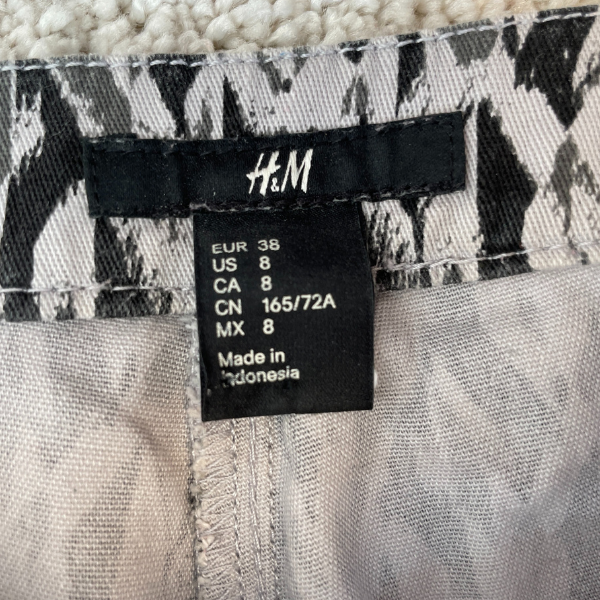 H&M
EUR 38
US 8
CA 8
CN 165/72A
MX 8
Made in
Indonesia